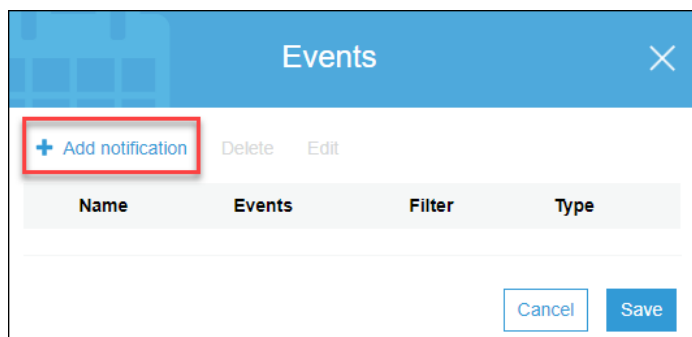 Events
Add notification Delete Edit
Name Events Filter Type
Cancel Save